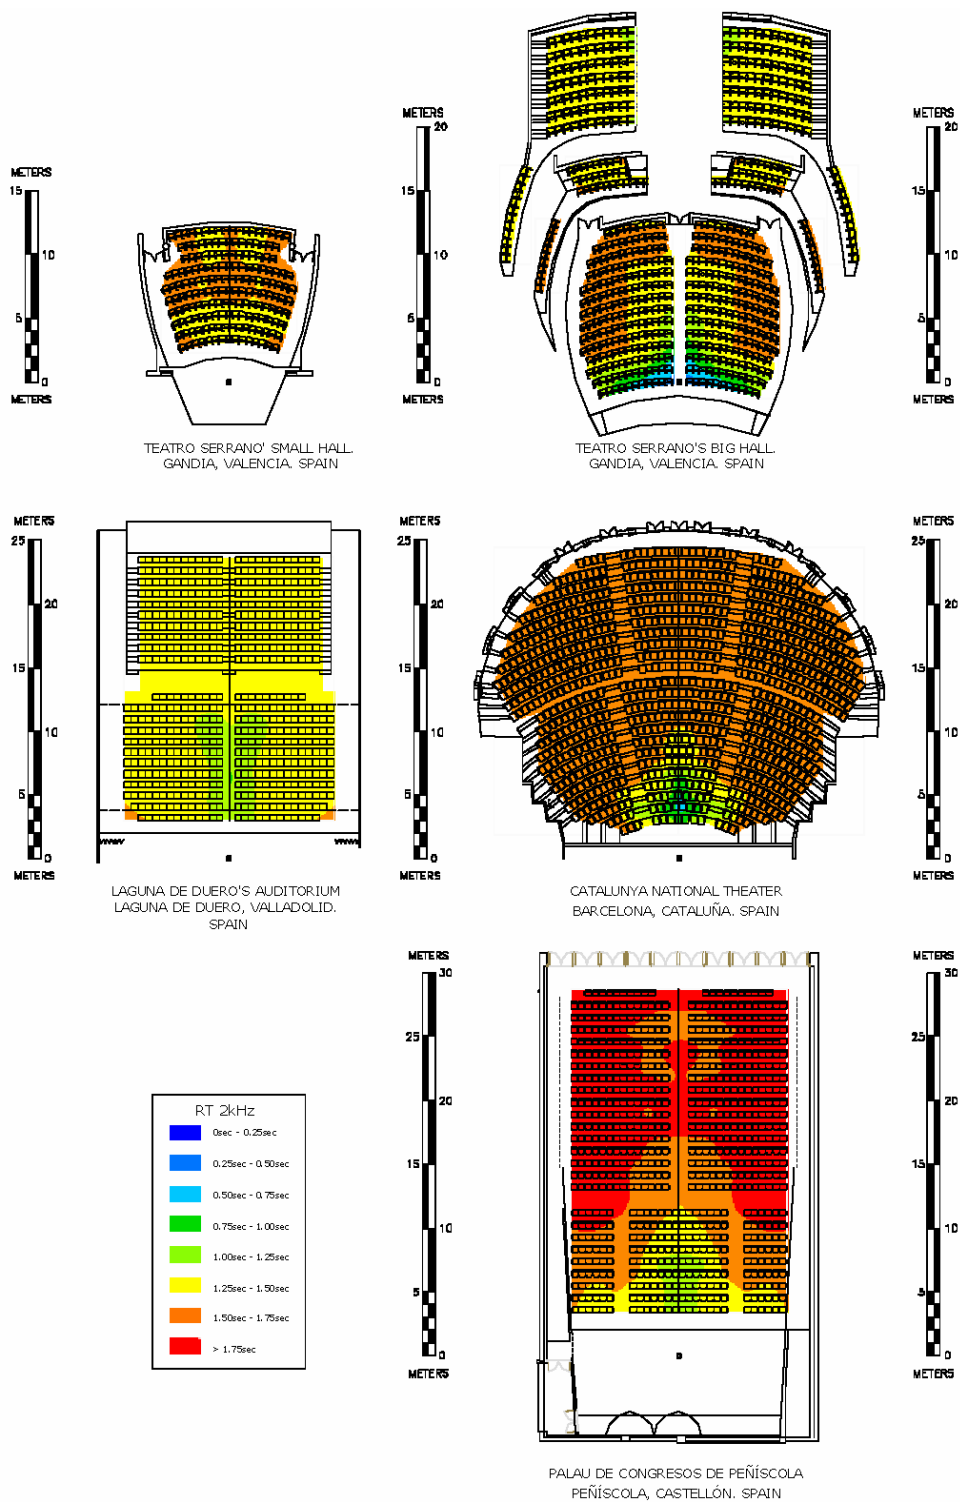 METERS
20
15
10
5
0
METERS
METERS
20
15
10
5
0
METERS
METERS
15
10
5
0
METERS
TEATRO SERRANO' SMALL HALL.
GANDIA, VALENCIA. SPAIN
TEATRO SERRANO'S BIG HALL.
GANDIA, VALENCIA. SPAIN
METERS
25
20
15
10
5
0
METERS
METERS
25
20
15
10
5
0
METERS
METERS
25
20
15
10
5
0
METERS
LAGUNA DE DUERO'S AUDITORIUM
LAGUNA DE DUERO, VALLADOLID.
SPAIN
CATALUNYA NATIONAL THEATER
BARCELONA, CATALUÑA. SPAIN
METERS
30
25
20
15
10
5
0
METERS
METERS
30
25
20
15
10
5
0
METERS
RT 2kHz
0sec - 0.25sec
0.25sec - 0.50sec
0.50sec - 0.75sec
0.75sec - 1.00sec
1.00sec - 1.25sec
1.25sec - 1.50sec
1.50sec - 1.75sec
> 1.75sec
PALAU DE CONGRESOS DE PEÑÍSCOLA
PEÑÍSCOLA, CASTELLÓN. SPAIN